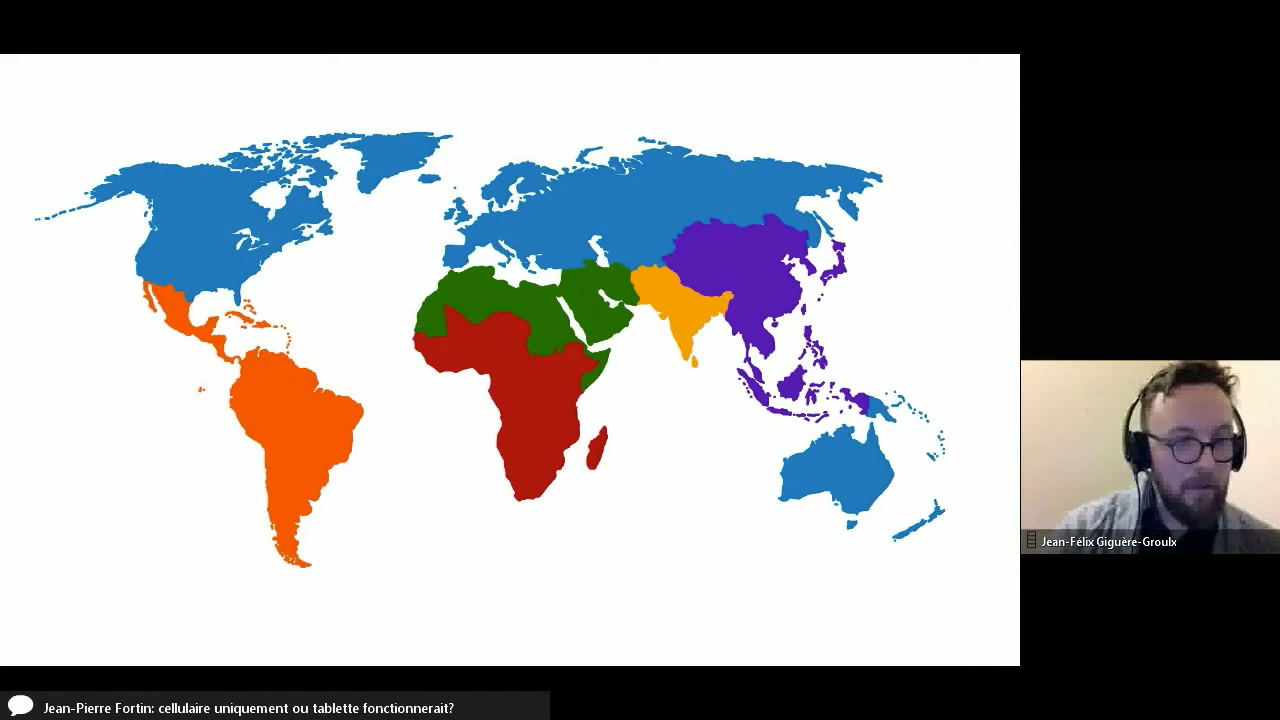 Jean-Félix Giguère-Groulx
Jean-Pierre Fortin: cellulaire uniquement ou tablette fonctionnerait?